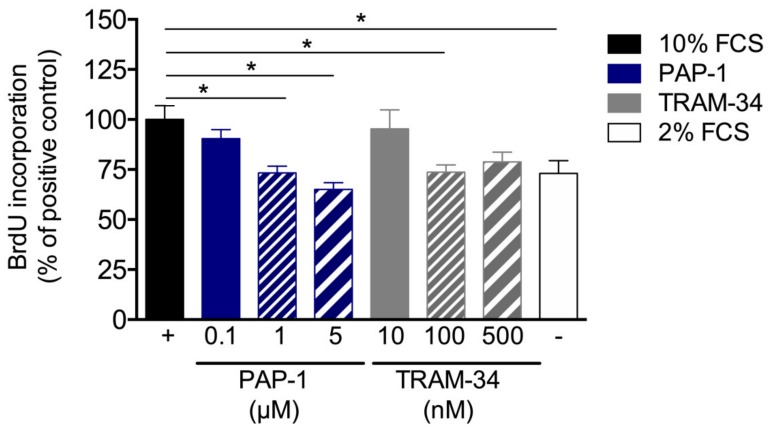 BrdU incorporation
(% of positive control)
150
125
100
75
50
25
0
*
*
*
*
+
0.1
1
5
10
100
500
-
PAP-1
(µM)
TRAM-34
(nM)
10% FCS
PAP-1
TRAM-34
2% FCS